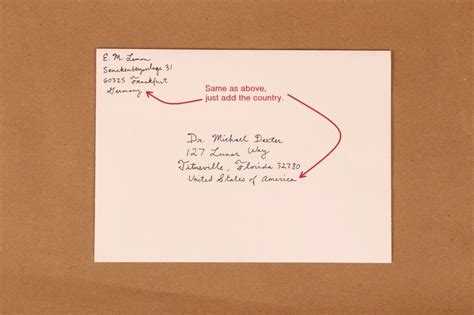 E. M. Lemon
Senckenberganlage 31
60325 Frankfurt
Germany
Same as above,
just add the country.
Dr. Michael Dexter
127 Lunar Way
Titusville, Florida 32780
United States of America